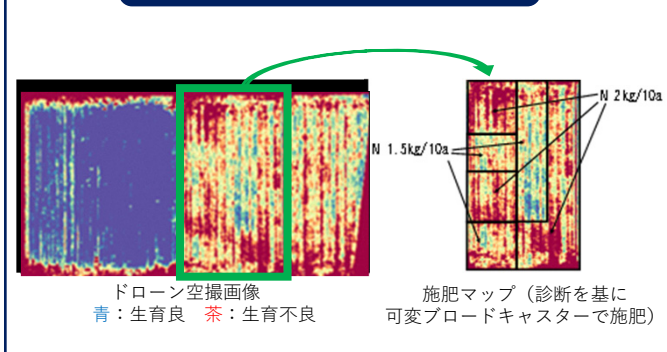 N 2kg/10a
N 1.5kg/10a
ドローン空撮画像
青：生育良　茶：生育不良
施肥マップ（診断を基に
可変ブロードキャスターで施肥）